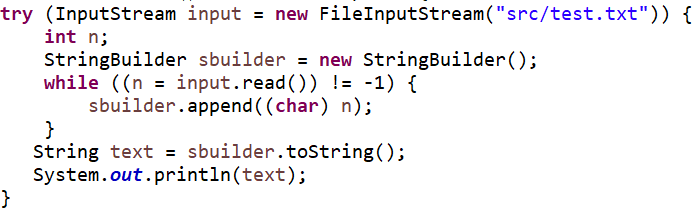 try (InputStream input = new FileInputStream("src/test.txt")) {
    int n;
    StringBuilder sbuilder = new StringBuilder();
    while ((n = input.read()) != -1) {
        sbuilder.append((char) n);
    }
   String text = sbuilder.toString();
   System.out.println(text);
}